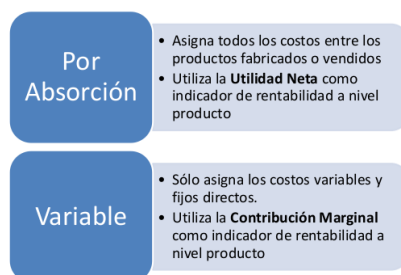 Por
Absorción
• Asigna todos los costos entre los
productos fabricados o vendidos
• Utiliza la Utilidad Neta como
indicador de rentabilidad a nivel
producto
Variable
• Sólo asigna los costos variables y
fijos directos.
• Utiliza la Contribución Marginal
como indicador de rentabilidad a
nivel producto